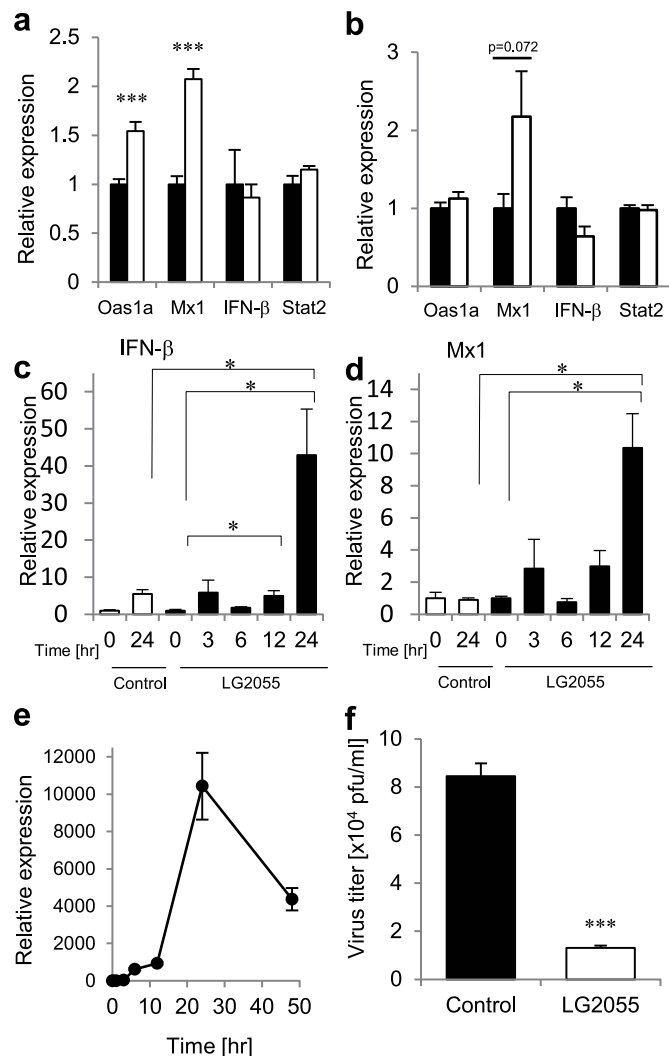 a
b
2.5
2
1.5
1
0.5
0
Relative expression
***
***
Oas1a Mx1 IFN-β Stat2
3
2
1
0
Relative expression
p=0.072
Oas1a Mx1 IFN-β Stat2
c
IFN-β
60
50
40
30
20
10
0
Relative expression
*
*
*
0 24 0 3 6 12 24
Time [hr]
Control LG2055
d
Mx1
14
12
10
8
6
4
2
0
Relative expression
*
*
0 24 0 3 6 12 24
Time [hr]
Control LG2055
e
12000
10000
8000
6000
4000
2000
0
Relative expression
0 10 20 30 40 50
Time [hr]
f
10
8
6
4
2
0
Virus titer [x10⁴ pfu/ml]
***
Control LG2055